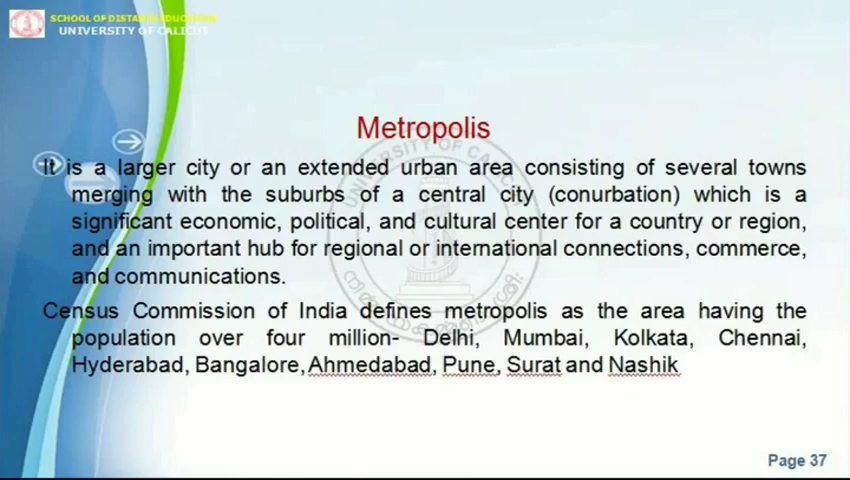 SCHOOL OF DISTANCE EDUCATION
UNIVERSITY OF CALICUT
Metropolis
It is a larger city or an extended urban area consisting of several towns
merging with the suburbs of a central city (conurbation) which is a
significant economic, political, and cultural center for a country or region,
and an important hub for regional or international connections, commerce,
and communications.
Census Commission of India defines metropolis as the area having the
population over four million- Delhi, Mumbai, Kolkata, Chennai,
Hyderabad, Bangalore, Ahmedabad, Pune, Surat and Nashik
UNIVERSITY OF CALICUT
Page 37